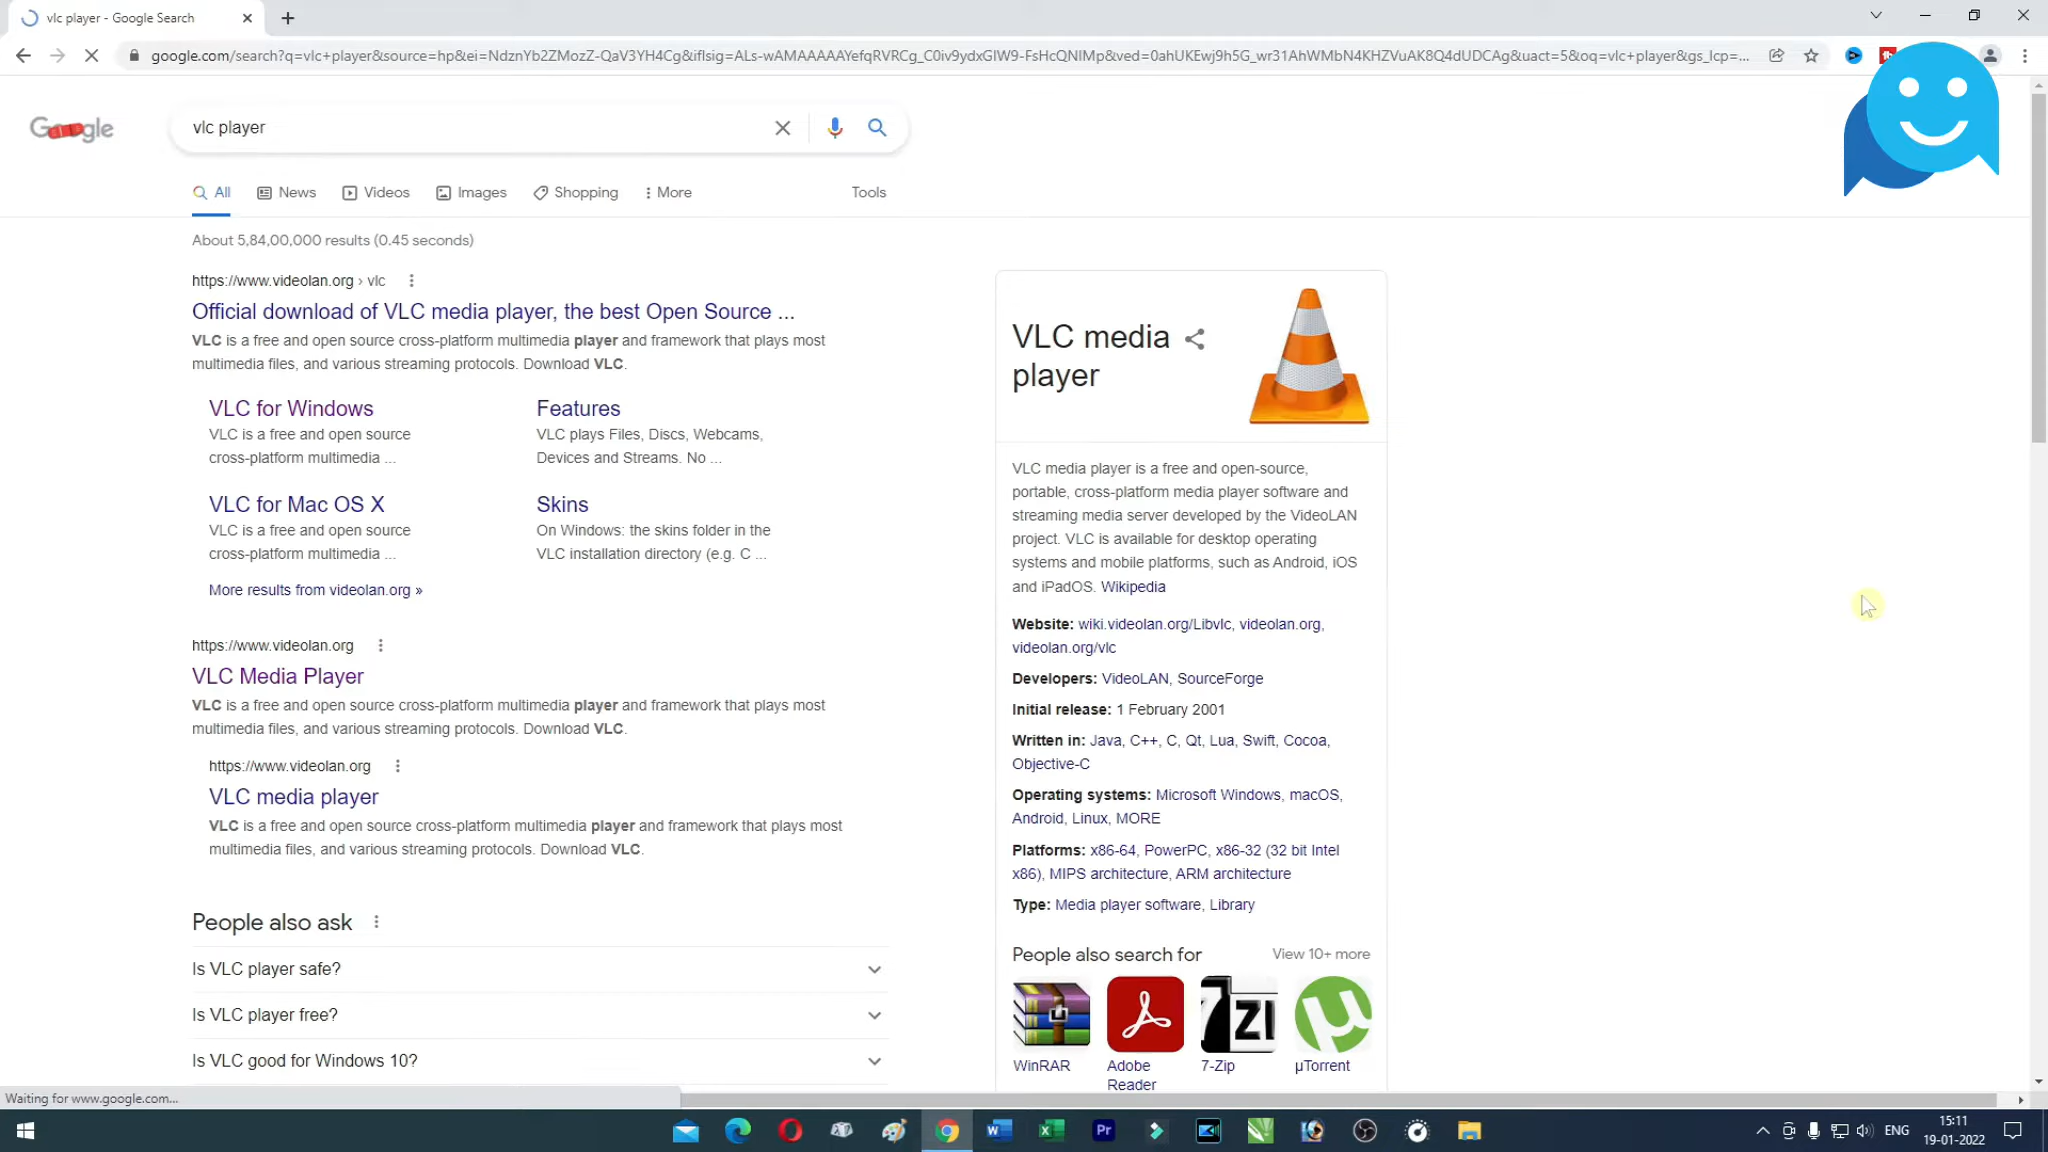 vlc player - Google Search
google.com/search?q=vlc+player&source=hp&ei=NdznYb2ZMozZ-QaV3YH4Cg&iflsig=ALs-wAMAAAAAYefqRVRCg_C0iv9ydxGIW9-FsHcQNIMp&ved=0ahUKEwj9h5G_wr31AhWMbN4KHZVuAK8Q4dUDCAg&uact=5&oq=vlc+player&gs_lcp=...
Google
vlc player
All News Videos Images Shopping More Tools
About 5,84,00,000 results (0.45 seconds)
https://www.videolan.org › vlc
Official download of VLC media player, the best Open Source ...
VLC is a free and open source cross-platform multimedia player and framework that plays most
multimedia files, and various streaming protocols. Download VLC.
VLC for Windows
VLC is a free and open source
cross-platform multimedia ...
Features
VLC plays Files, Discs, Webcams,
Devices and Streams. No ...
VLC for Mac OS X
VLC is a free and open source
cross-platform multimedia ...
Skins
On Windows: the skins folder in the
VLC installation directory (e.g. C ...
More results from videolan.org »
https://www.videolan.org
VLC Media Player
VLC is a free and open source cross-platform multimedia player and framework that plays most
multimedia files, and various streaming protocols. Download VLC.
https://www.videolan.org
VLC media player
VLC is a free and open source cross-platform multimedia player and framework that plays most
multimedia files, and various streaming protocols. Download VLC.
People also ask
Is VLC player safe?
Is VLC player free?
Is VLC good for Windows 10?
VLC media
player
VLC media player is a free and open-source,
portable, cross-platform media player software and
streaming media server developed by the VideoLAN
project. VLC is available for desktop operating
systems and mobile platforms, such as Android, iOS
and iPadOS. Wikipedia
Website: wiki.videolan.org/Libvlc, videolan.org,
videolan.org/vlc
Developers: VideoLAN, SourceForge
Initial release: 1 February 2001
Written in: Java, C++, C, Qt, Lua, Swift, Cocoa,
Objective-C
Operating systems: Microsoft Windows, macOS,
Android, Linux, MORE
Platforms: x86-64, PowerPC, x86-32 (32 bit Intel
x86), MIPS architecture, ARM architecture
Type: Media player software, Library
People also search for View 10+ more
7ZI
WinRAR
Adobe
Reader
7-Zip
µTorrent
Waiting for www.google.com...
Pr
ENG
15:11
19-01-2022